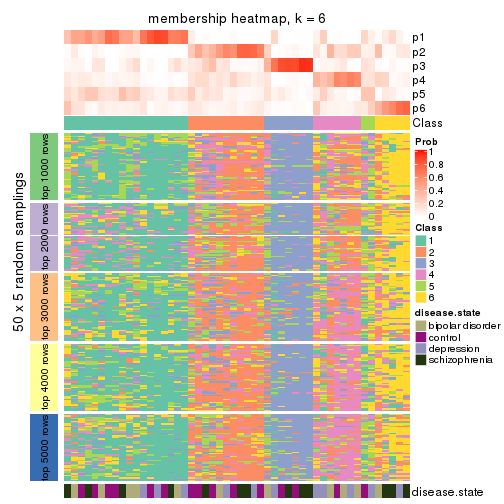 membership heatmap, k = 6
p1
p2
p3
p4
p5
p6
Class
Prob
1
0.8
0.6
0.4
0.2
0
Class
1
2
3
4
5
6
disease.state
bipolar disorder
control
depression
schizophrenia
50 x 5 random samplings
top 1000 rows
top 2000 rows
top 3000 rows
top 4000 rows
top 5000 rows
disease.state